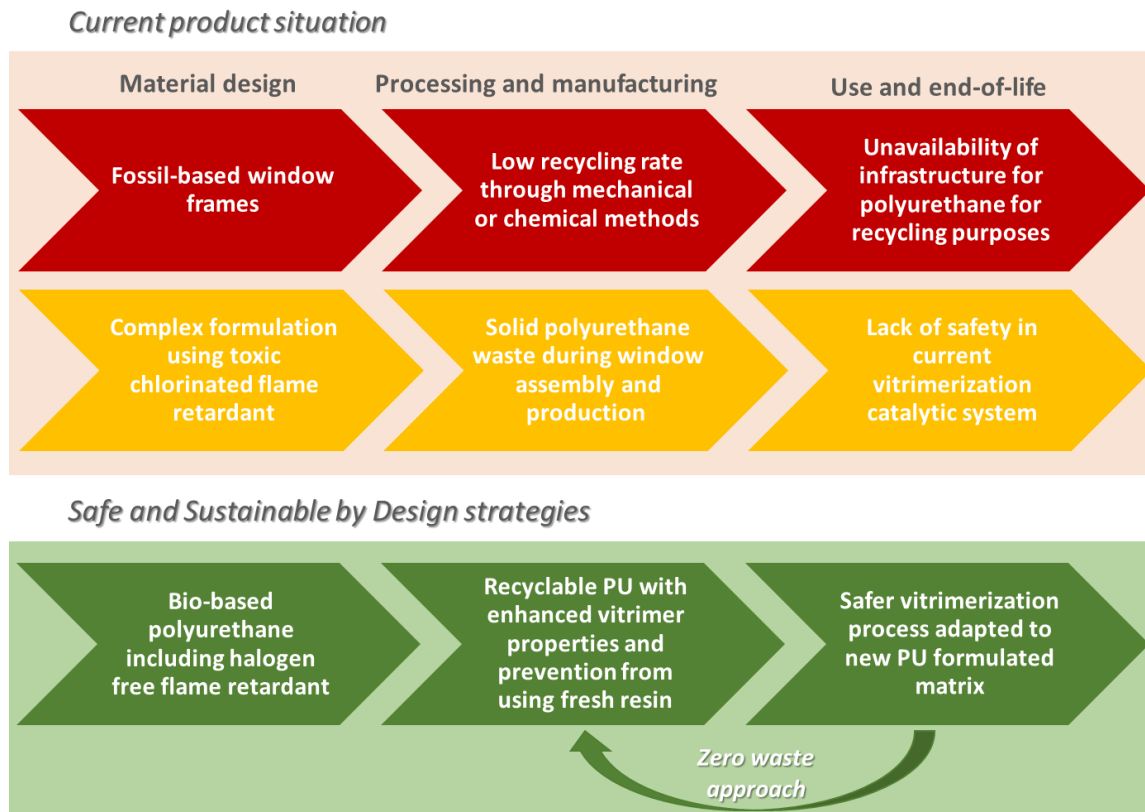 Current product situation
Material design
Processing and manufacturing
Use and end-of-life
Fossil-based window
frames
Low recycling rate
through mechanical
or chemical methods
Unavailability of
infrastructure for
polyurethane for
recycling purposes
Complex formulation
using toxic
chlorinated flame
retardant
Solid polyurethane
waste during window
assembly and
production
Lack of safety in
current
vitrimerization
catalytic system
Safe and Sustainable by Design strategies
Bio-based
polyurethane
including halogen
free flame retardant
Recyclable PU with
enhanced vitrimer
properties and
prevention from
using fresh resin
Safer vitrimerization
process adapted to
new PU formulated
matrix
Zero waste
approach